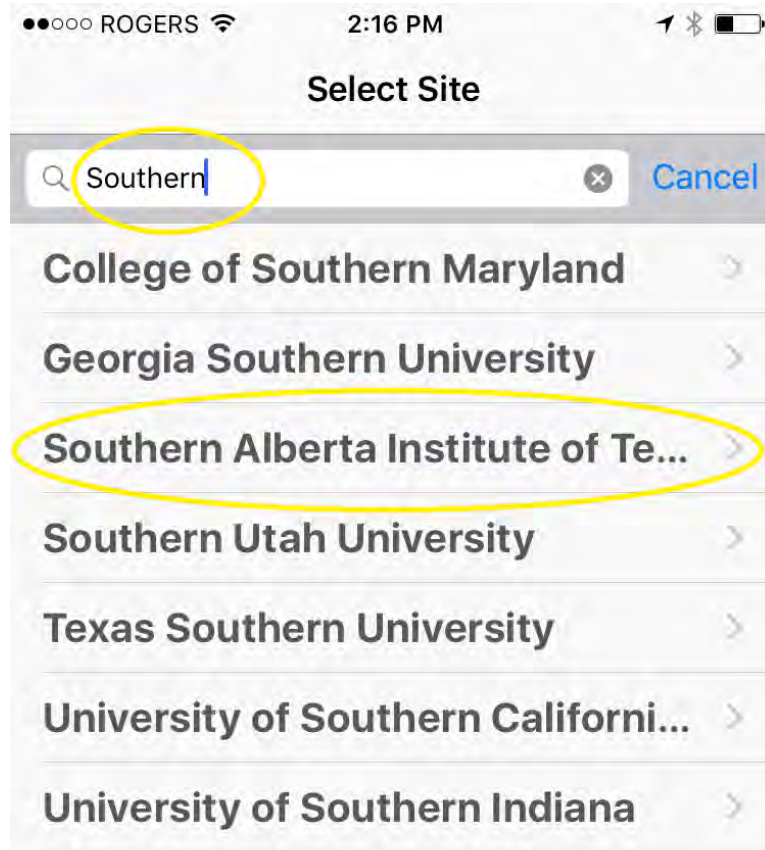 ROGERS 2:16 PM
Select Site
Southern Cancel
College of Southern Maryland
Georgia Southern University
Southern Alberta Institute of Te...
Southern Utah University
Texas Southern University
University of Southern Californi...
University of Southern Indiana